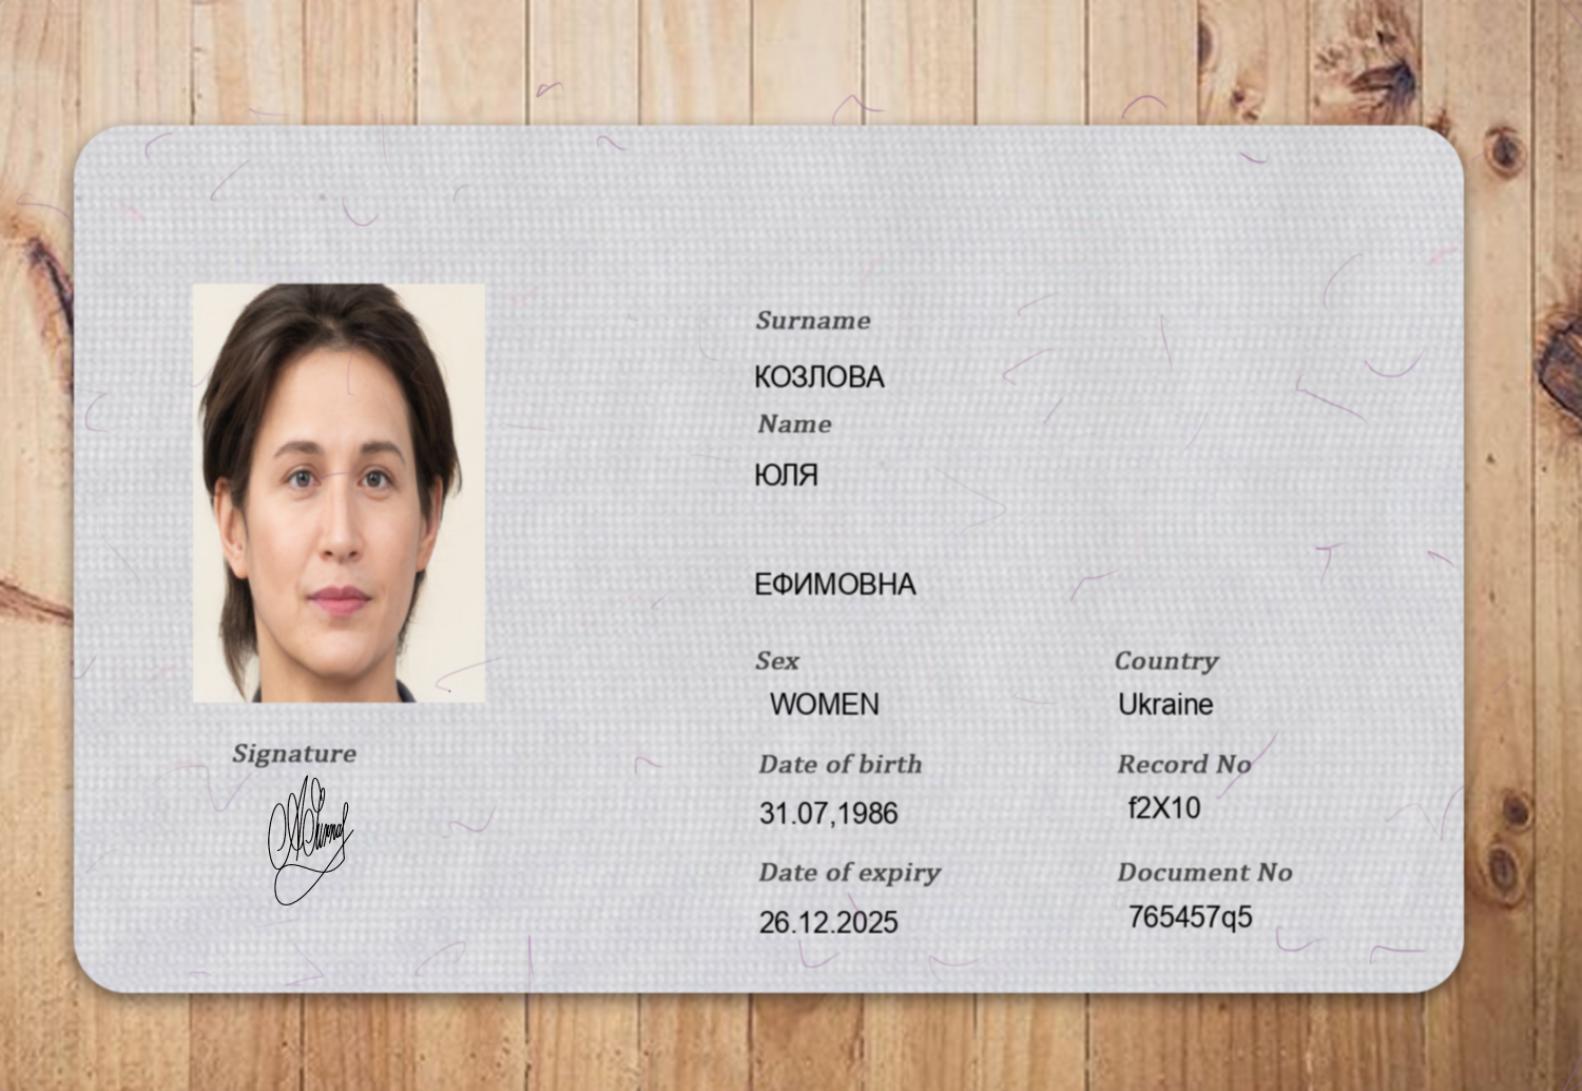 Surname
КОЗЛОВА
Name
ЮЛЯ
ЕФИМОВНА
Sex
WOMEN
Country
Ukraine
Date of birth
31.07,1986
Record No
f2X10
Date of expiry
26.12.2025
Document No
765457q5
Signature